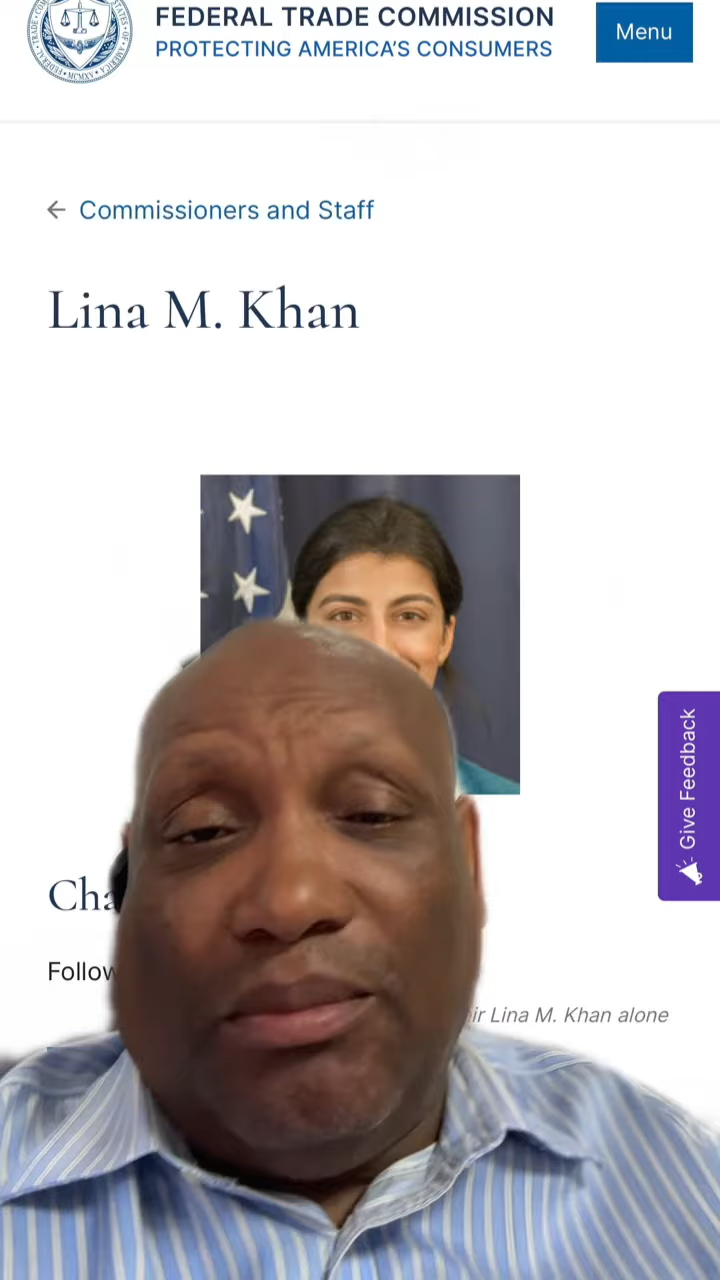 FEDERAL TRADE COMMISSION
PROTECTING AMERICA'S CONSUMERS
Menu
MCMXV
← Commissioners and Staff
Lina M. Khan
Give Feedback
Cha
Follow
ir Lina M. Khan alone